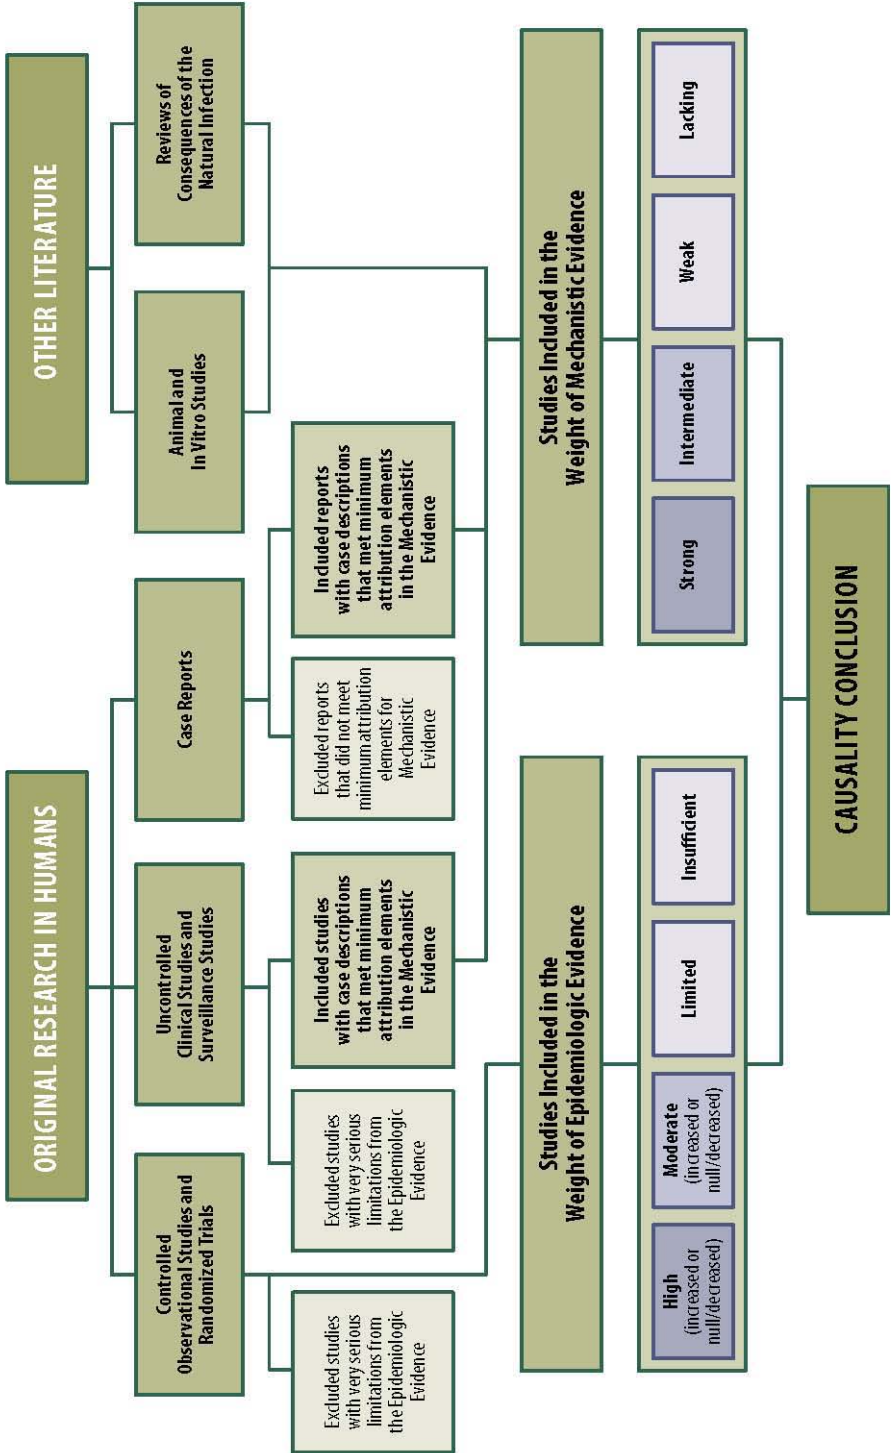 ORIGINAL RESEARCH IN HUMANS
OTHER LITERATURE
Controlled
Observational Studies and
Randomized Trials
Uncontrolled
Clinical Studies and
Surveillance Studies
Case Reports
Animal and
In Vitro Studies
Reviews of
Consequences of the
Natural Infection
Excluded studies
with very serious
limitations from
the Epidemiologic
Evidence
Excluded studies
with very serious
limitations from
the Epidemiologic
Evidence
Included studies
with case descriptions
that met minimum
attribution elements
in the Mechanistic
Evidence
Excluded reports
that did not meet
minimum attribution
elements for
Mechanistic
Evidence
Included reports
with case descriptions
that met minimum
attribution elements
in the Mechanistic
Evidence
Studies Included in the
Weight of Epidemiologic Evidence
Studies Included in the
Weight of Mechanistic Evidence
High
(increased or
null/decreased)
Moderate
(increased or
null/decreased)
Limited
Insufficient
Strong
Intermediate
Weak
Lacking
CAUSALITY CONCLUSION